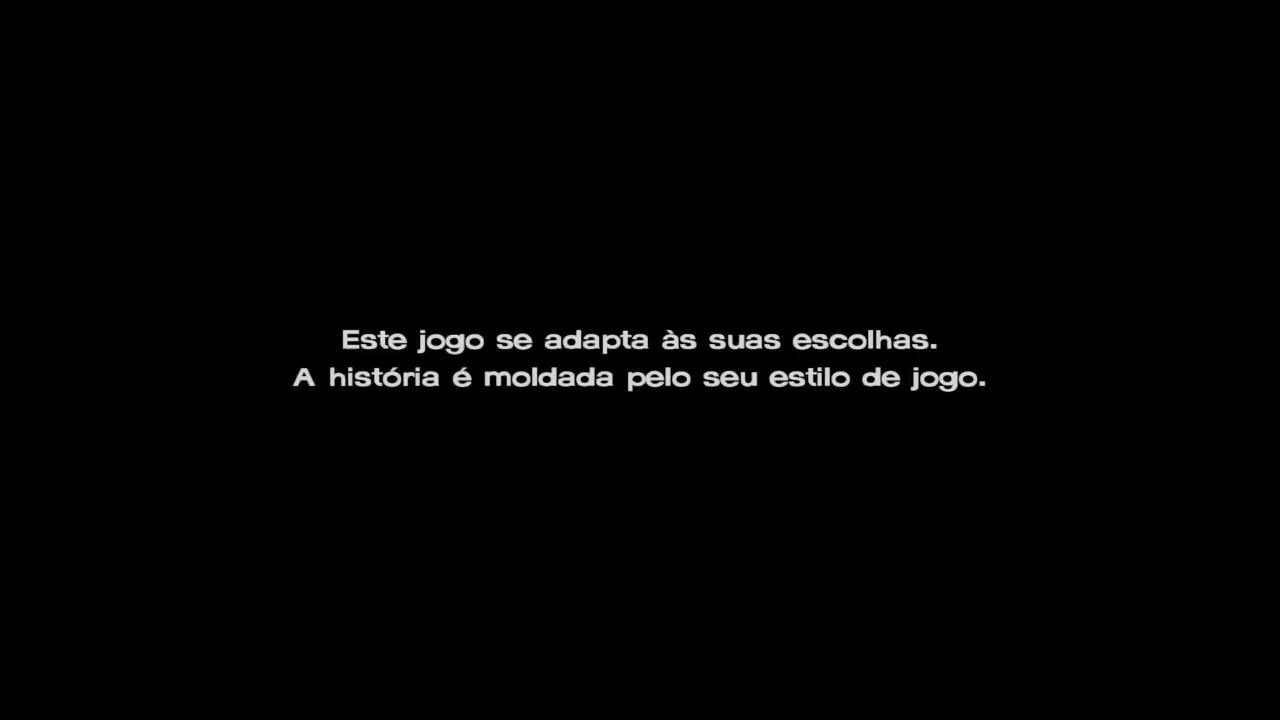 Este jogo se adapta às suas escolhas.
A história é moldada pelo seu estilo de jogo.